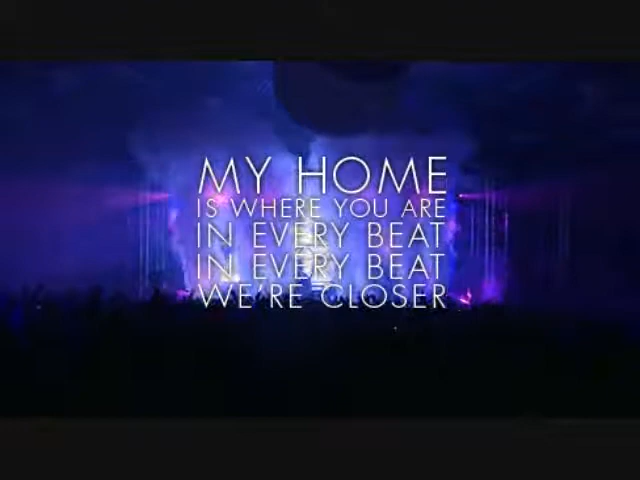 MY HOME
IS WHERE YOU ARE
IN EVERY BEAT
IN EVERY BEAT
WE'RE CLOSER